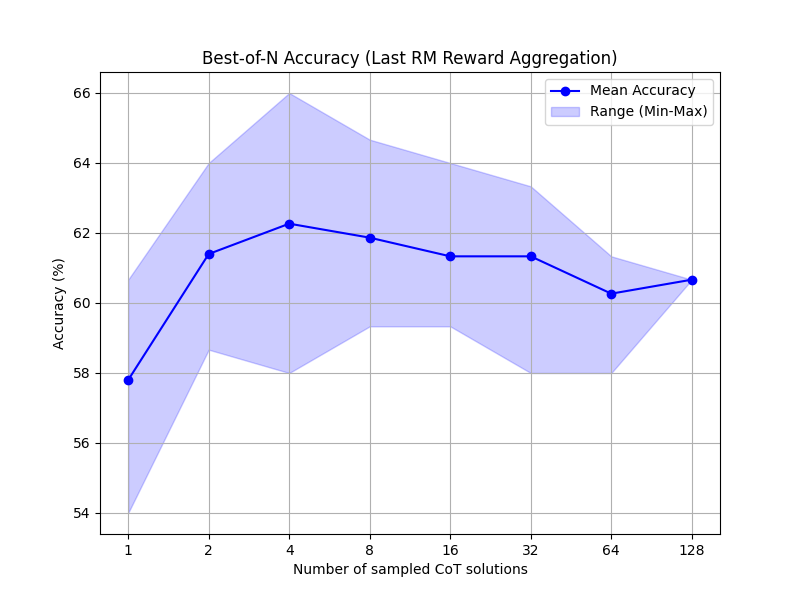 Best-of-N Accuracy (Last RM Reward Aggregation)
Mean Accuracy
Range (Min-Max)
Accuracy (%)
66
64
62
60
58
56
54
1 2 4 8 16 32 64 128
Number of sampled CoT solutions